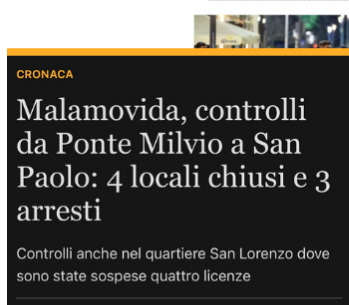 CRONACA
Malamovida, controlli
da Ponte Milvio a San
Paolo: 4 locali chiusi e 3
arresti
Controlli anche nel quartiere San Lorenzo dove
sono state sospese quattro licenze